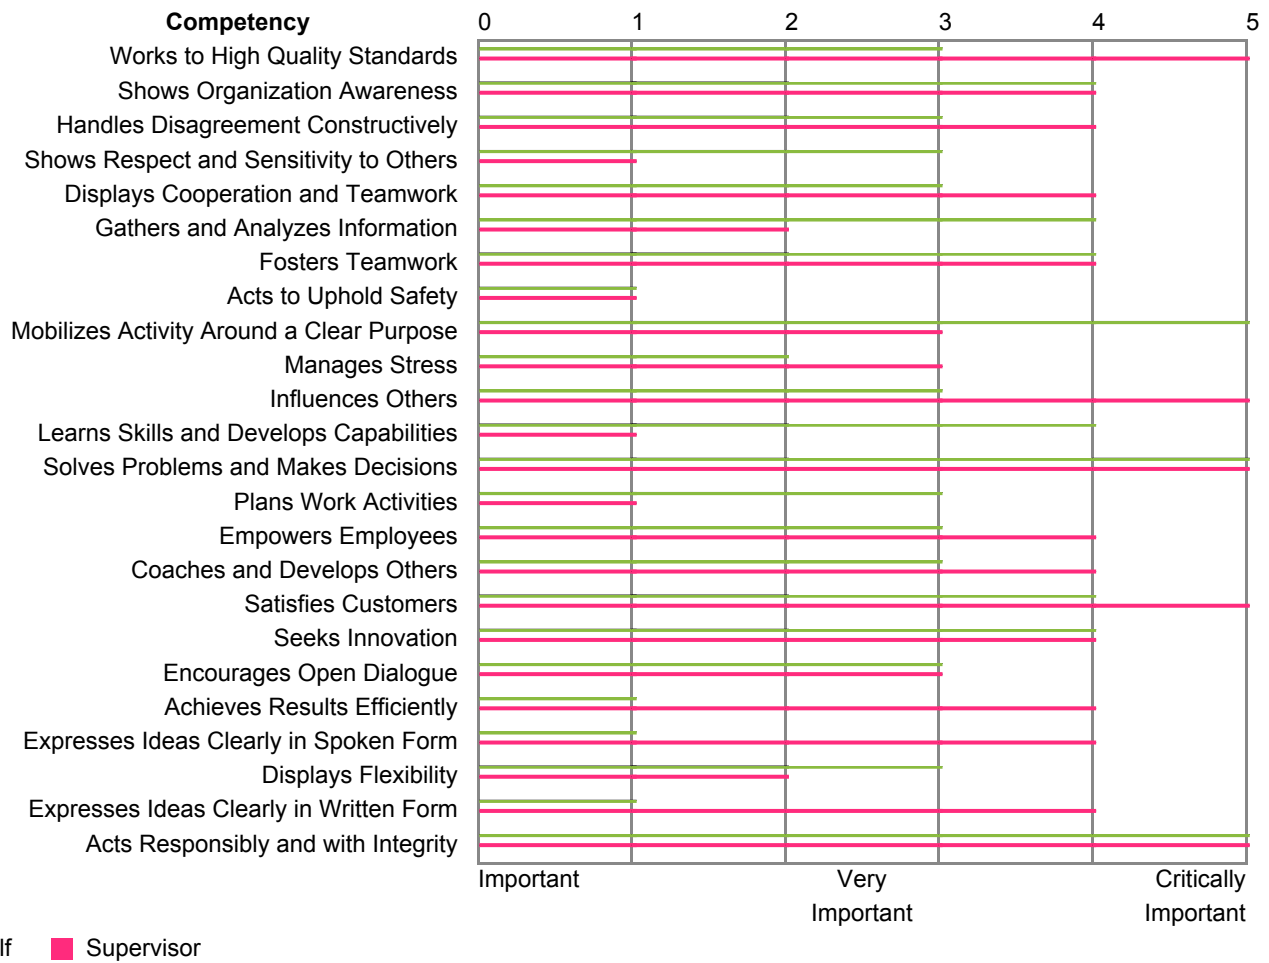 Competency 0 1 2 3 4 5
Works to High Quality Standards
Shows Organization Awareness
Handles Disagreement Constructively
Shows Respect and Sensitivity to Others
Displays Cooperation and Teamwork
Gathers and Analyzes Information
Fosters Teamwork
Acts to Uphold Safety
Mobilizes Activity Around a Clear Purpose
Manages Stress
Influences Others
Learns Skills and Develops Capabilities
Solves Problems and Makes Decisions
Plans Work Activities
Empowers Employees
Coaches and Develops Others
Satisfies Customers
Seeks Innovation
Encourages Open Dialogue
Achieves Results Efficiently
Expresses Ideas Clearly in Spoken Form
Displays Flexibility
Expresses Ideas Clearly in Written Form
Acts Responsibly and with Integrity
Important Very Critically
Important Important
lf Supervisor